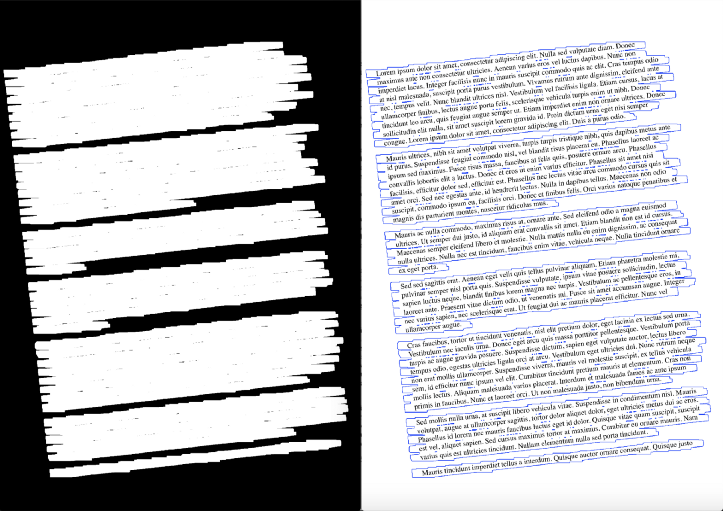 Lorem ipsum dolor sit amet, consectetur adipiscing elit. Nulla sed vulputate diam. Donec
maximus ante non consectetur ultricies. Aenean varius eros vel luctus dapibus. Nunc non
imperdiet lacus. Integer facilisis nunc in mauris suscipit commodo quis ac elit. Cras tempus odio
at nisl malesuada, suscipit porta purus vestibulum. Vivamus rutrum ante dignissim, eleifend ante
nec, tempus velit. Nunc blandit ultrices nisi. Vestibulum vel facilisis ligula. Etiam cursus, lacus at
ullamcorper finibus, lectus augue porta felis, scelerisque vehicula turpis enim ut nibh. Donec
tincidunt leo arcu, quis feugiat augue semper ut. Etiam imperdiet enim non ornare ultrices.
sollicitudin elit nulla, sit amet suscipit lorem gravida id. Proin dictum eros eget nisi semper
congue. Lorem ipsum dolor sit amet, consectetur adipiscing elit. Duis a purus odio.
Mauris ultrices, nibh sit amet volutpat viverra, turpis turpis tristique nibh, quis dapibus metus ante
id purus. Suspendisse feugiat commodo nisl, vel blandit risus placerat eu. Phasellus laoreet ac
ipsum sed maximus. Fusce risus massa, faucibus at felis quis, posuere ornare arcu. Phasellus
convallis lobortis elit a luctus. Donec et eros in enim varius efficitur. Phasellus sit amet nisi
facilisis, efficitur dolor sed, efficitur est. Phasellus nec lectus vitae arcu commodo cursus quis sit
amet orci. Sed nec egestas ante, id hendrerit lectus. Nulla in dapibus tellus. Maecenas non odio
suscipit, commodo ipsum eu, facilisis orci. Donec et finibus felis. Orci varius natoque penatibus et
magnis dis parturient montes, nascetur ridiculus mus.
Mauris ac nulla commodo, maximus risus at, ornare ante. Sed eleifend odio a magna euismod
ultrices. Ut semper dui justo, id aliquam erat convallis sit amet. Etiam blandit non est id cursus.
Maecenas semper eleifend libero et molestie. Nulla mattis nulla eu enim dignissim, ac consequat
nulla ultrices. Nulla nec est tincidunt, faucibus enim vitae, vehicula neque. Nulla tincidunt ornare
ex eget porta.
Sed sed sagittis erat. Aenean eget velit quis tellus pulvinar aliquam. Etiam pharetra molestie mi,
pulvinar semper nisl porta quis. Suspendisse vulputate, ipsum vitae posuere sollicitudin, lectus
sapien luctus neque, blandit finibus lorem magna nec turpis. Vestibulum ac pellentesque eros, in
laoreet ante. Praesent vitae dictum odio, ut venenatis mi. Fusce sit amet accumsan augue. Integer
nec varius sapien, nec scelerisque erat. Ut feugiat dui ac mauris placerat efficitur. Nunc vel
ullamcorper augue.
Cras faucibus, tortor ut tincidunt venenatis, nisl elit pretium dolor, eget lacinia ex lectus sed urna.
Vestibulum nec iaculis urna. Donec eget arcu quis massa porttitor pellentesque. Vestibulum porta
turpis ac augue gravida posuere. Suspendisse dictum, sapien eget vulputate auctor, lectus libero
tempus odio, egestas ultricies ligula orci at arcu. Vestibulum eget ultricies dui. Nunc rutrum neque
non erat mollis ullamcorper. Suspendisse viverra, mauris vel molestie suscipit, ex tellus vehicula
sem, id efficitur nunc ipsum vel elit. Curabitur tincidunt pretium mauris at elementum. Cras non
mollis lectus. Aliquam malesuada varius placerat. Interdum et malesuada fames ac ante ipsum
primis in faucibus. Nunc et laoreet orci. Ut non malesuada justo, non bibendum urna.
Sed mollis nulla urna, at suscipit libero vehicula vitae. Suspendisse in condimentum nisl. Mauris
volutpat, augue at ullamcorper sagittis, tortor dolor aliquet dolor, eget ultricies metus dui ac eros.
Phasellus id lorem nec mauris faucibus lectus eget id dolor. Quisque vitae quam suscipit, suscipit
est vel, aliquet sapien. Sed cursus maximus tortor at maximus. Curabitur eu ornare mauris. Nam
varius quis est ultricies tincidunt. Nullam elementum nulla sed porta tincidunt.
Mauris tincidunt imperdiet tellus a interdum. Quisque auctor ornare consequat. Quisque justo